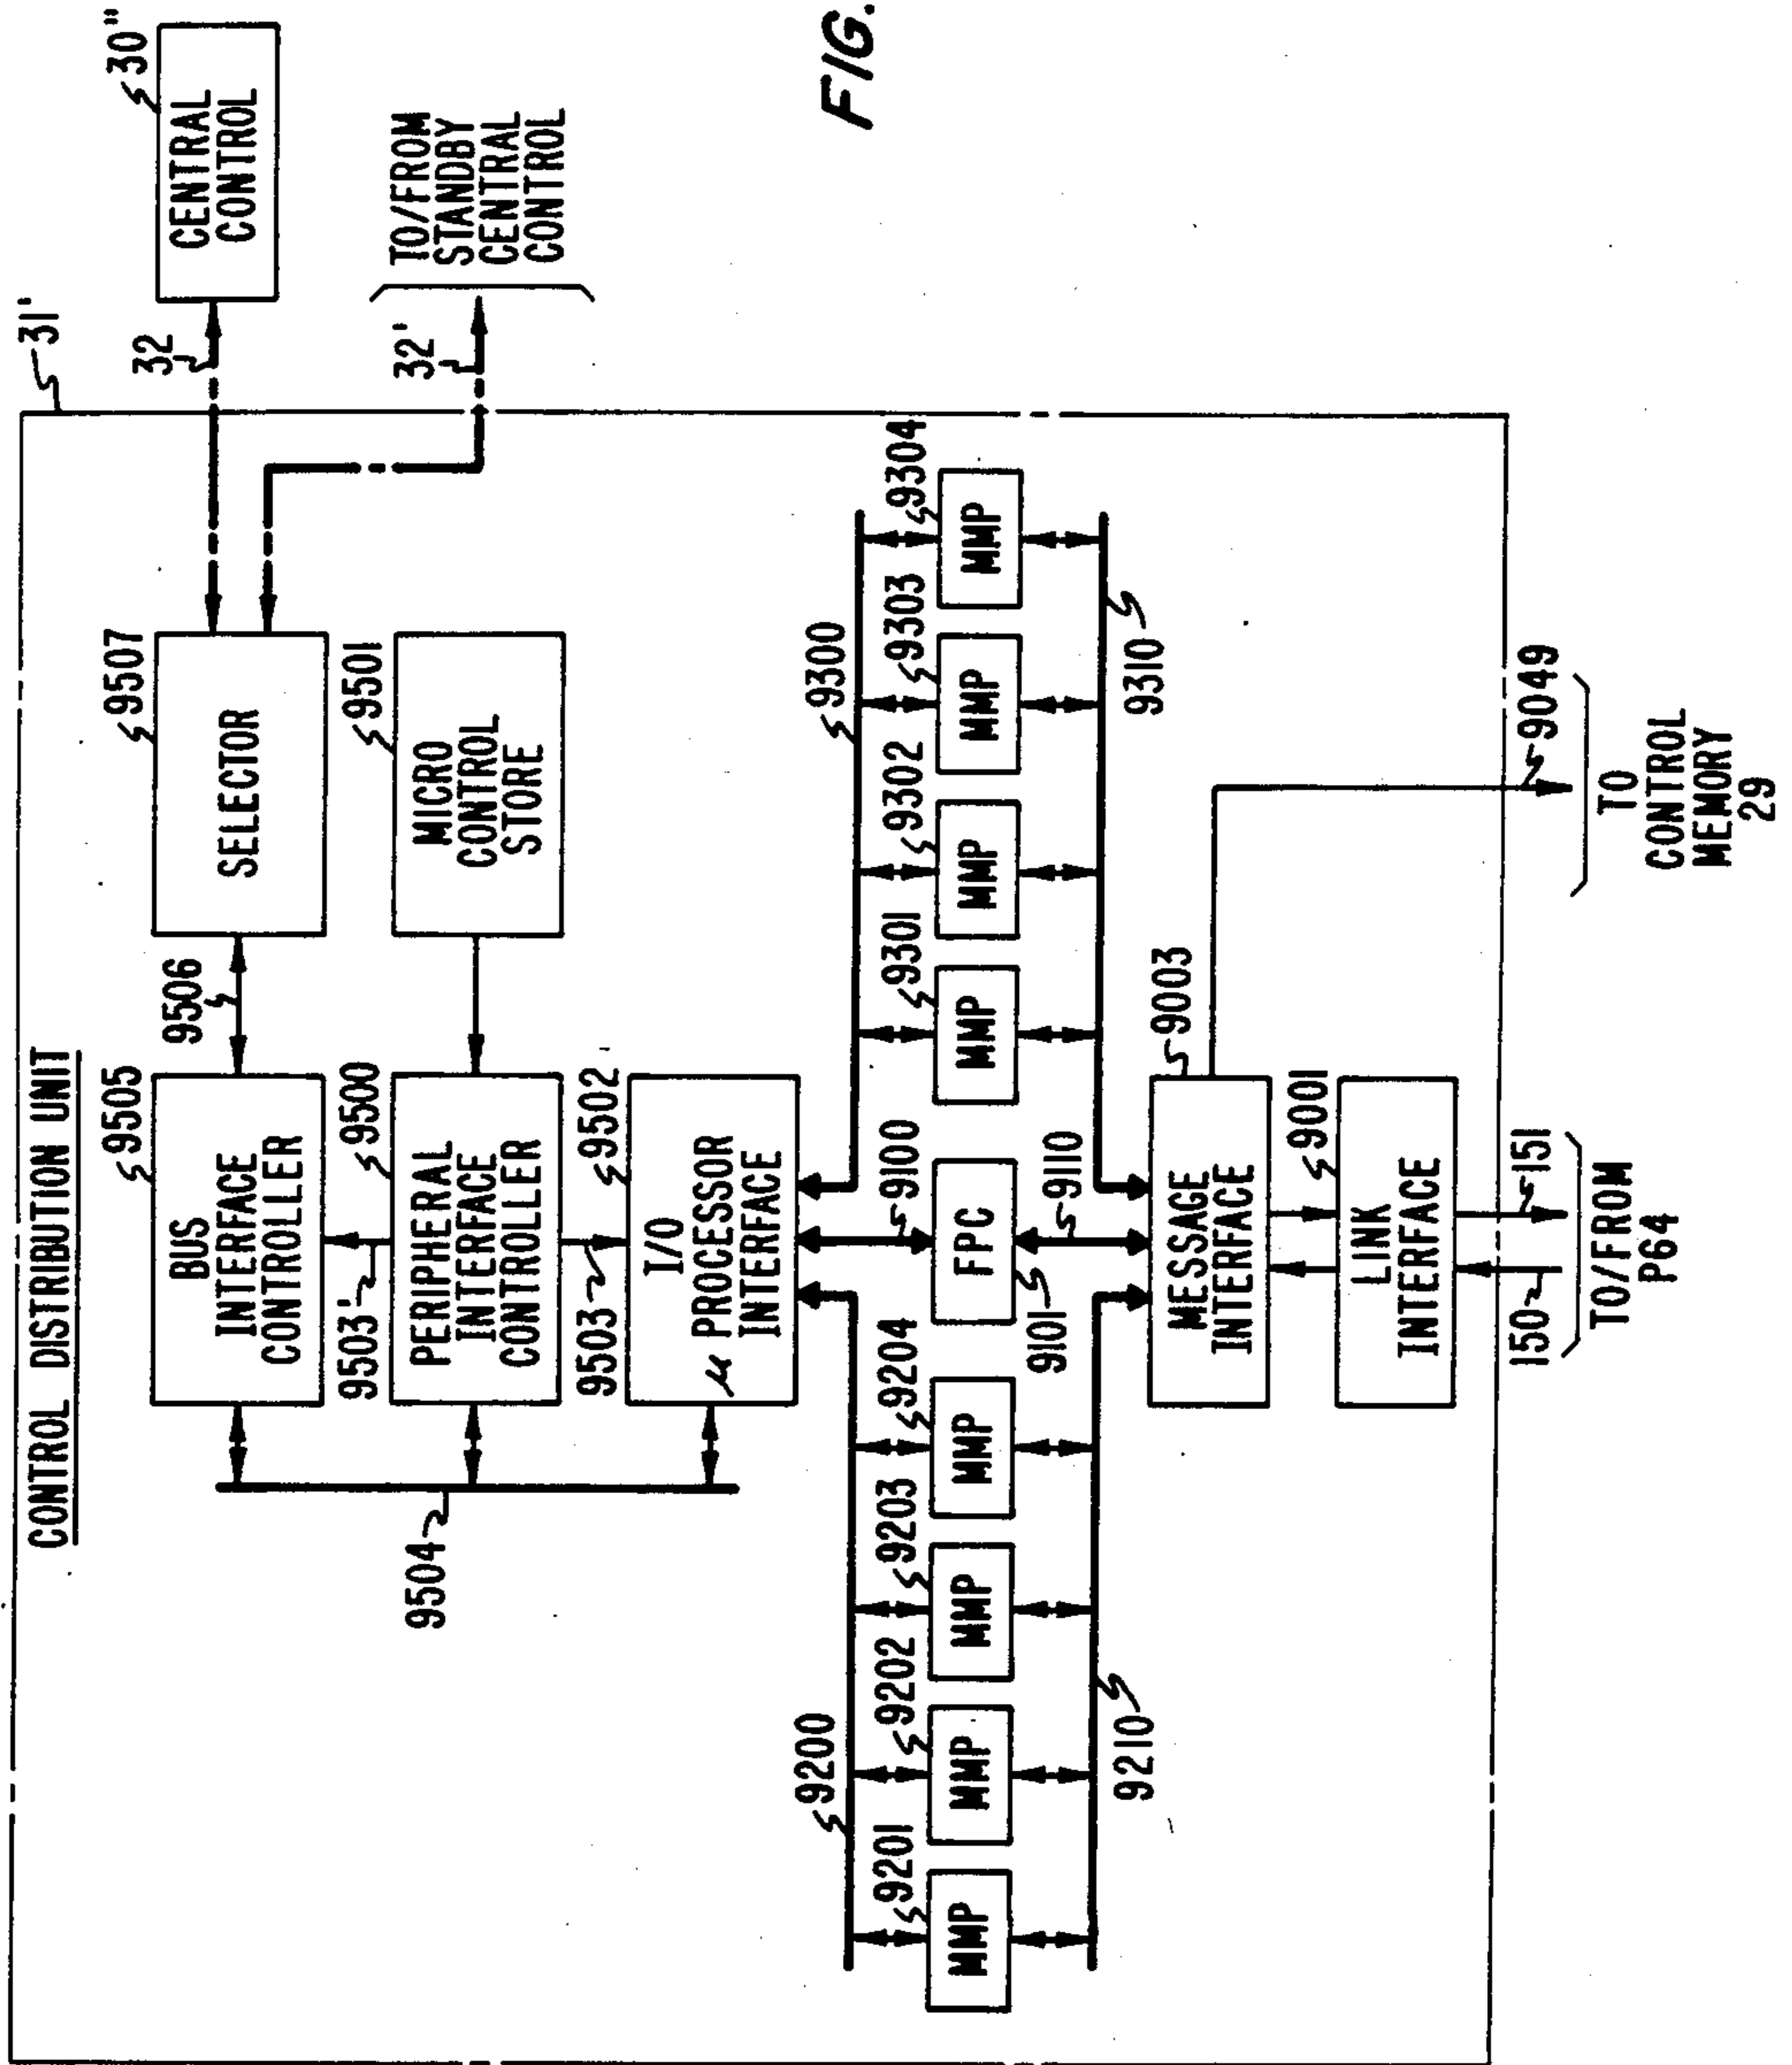 CONTROL DISTRIBUTION UNIT
31'
9505
BUS
INTERFACE
CONTROLLER
9506
9507
SELECTOR
32
30"
CENTRAL
CONTROL
32'
TO/FROM
STANDBY
CENTRAL
CONTROL
9503'
9500
PERIPHERAL
INTERFACE
CONTROLLER
9501
MICRO
CONTROL
STORE
9504
9503
9502
I/O
μ PROCESSOR
INTERFACE
FIG.
9200
9300
9201
9202
9203
9204
9100
9301
9302
9303
9304
MMP
MMP
MMP
MMP
FPC
MMP
MMP
MMP
MMP
9101
9110
9210
9310
9003
MESSAGE
INTERFACE
9001
LINK
INTERFACE
150
151
TO/FROM
P64
9049
TO
CONTROL
MEMORY
29